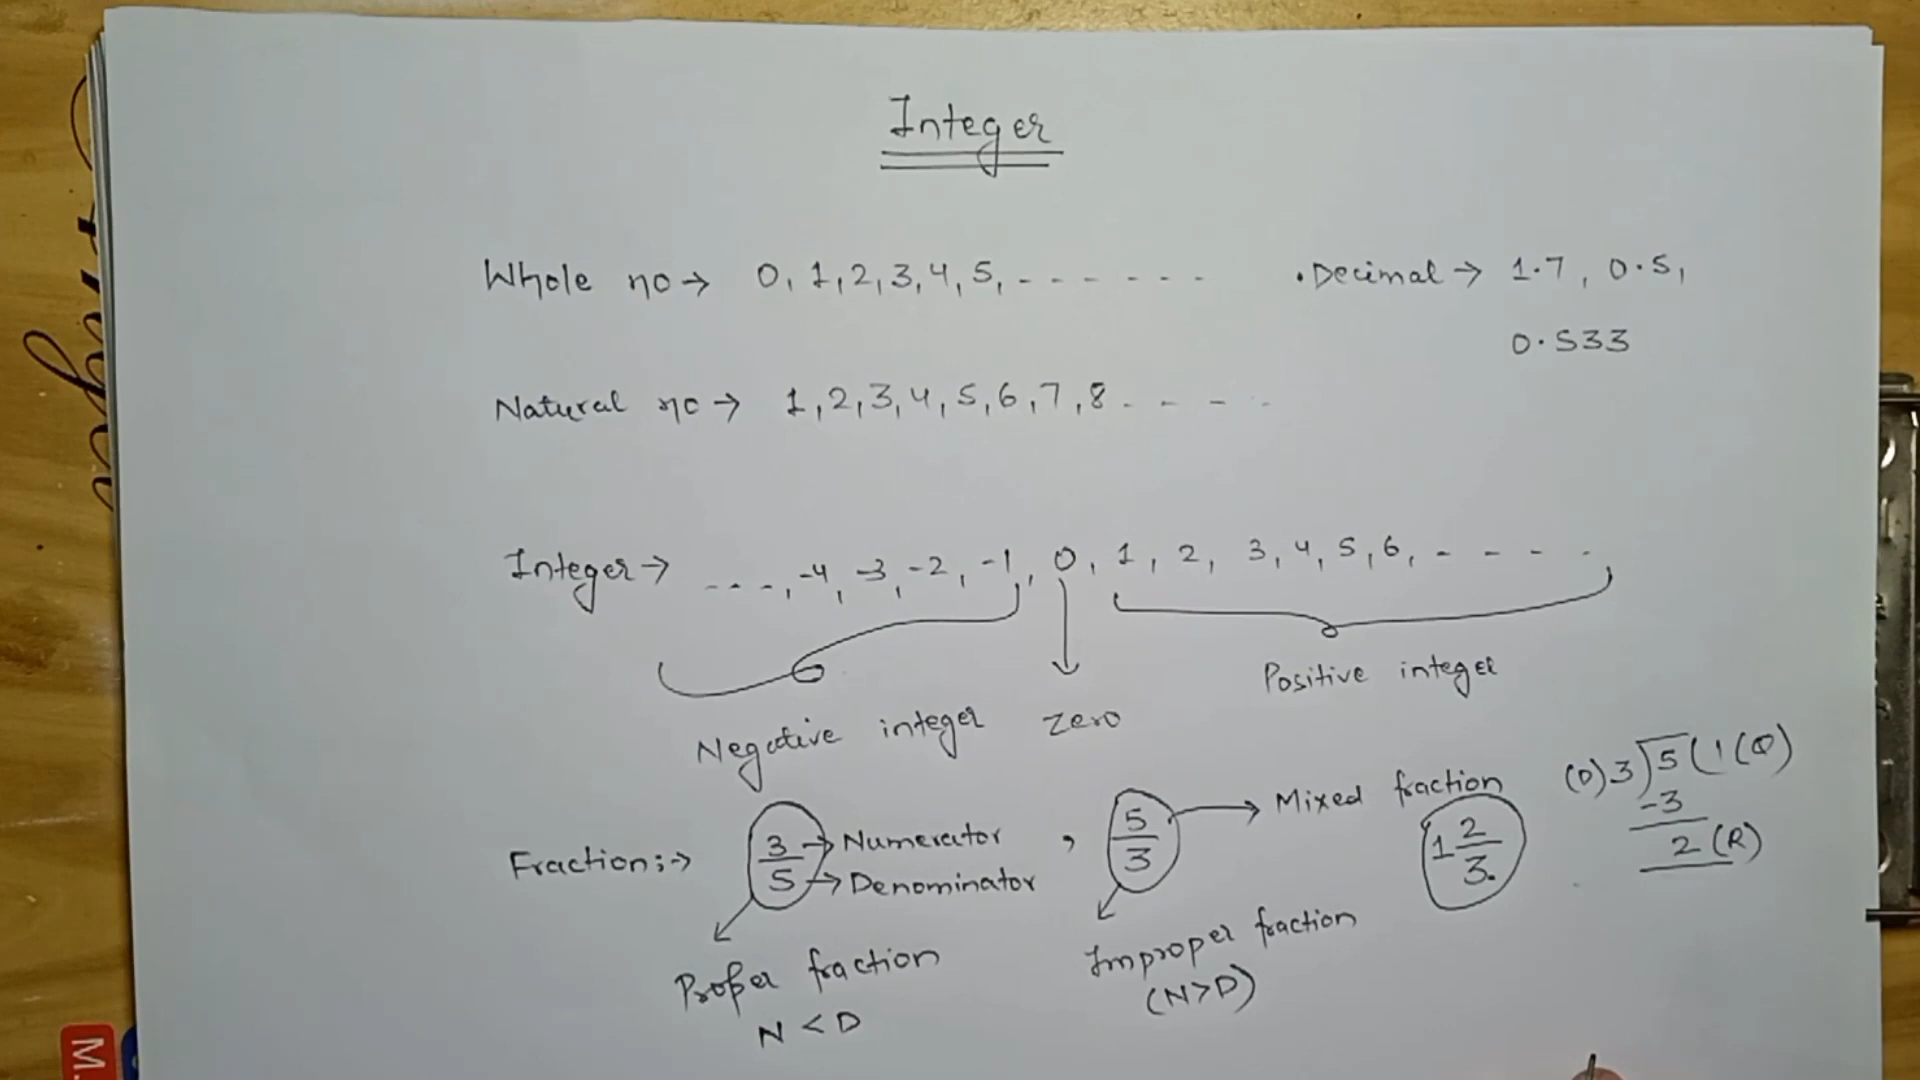 Integer
Whole no → 0, 1, 2, 3, 4, 5, - - - - - - -
• Decimal → 1.7, 0.5,
0.533
Natural no → 1, 2, 3, 4, 5, 6, 7, 8 - - - - -
Integer → - - - , -4, -3, -2, -1, 0, 1, 2, 3, 4, 5, 6, - - - -
Negative integer
Zero
Positive integer
Fraction :→ 3/5 → Numerator
→ Denominator
, 5/3 → Mixed fraction
1 2/3.
(D) 3)5(1(Q)
-3
2 (R)
Proper fraction
N < D
Improper fraction
(N>D)
M.